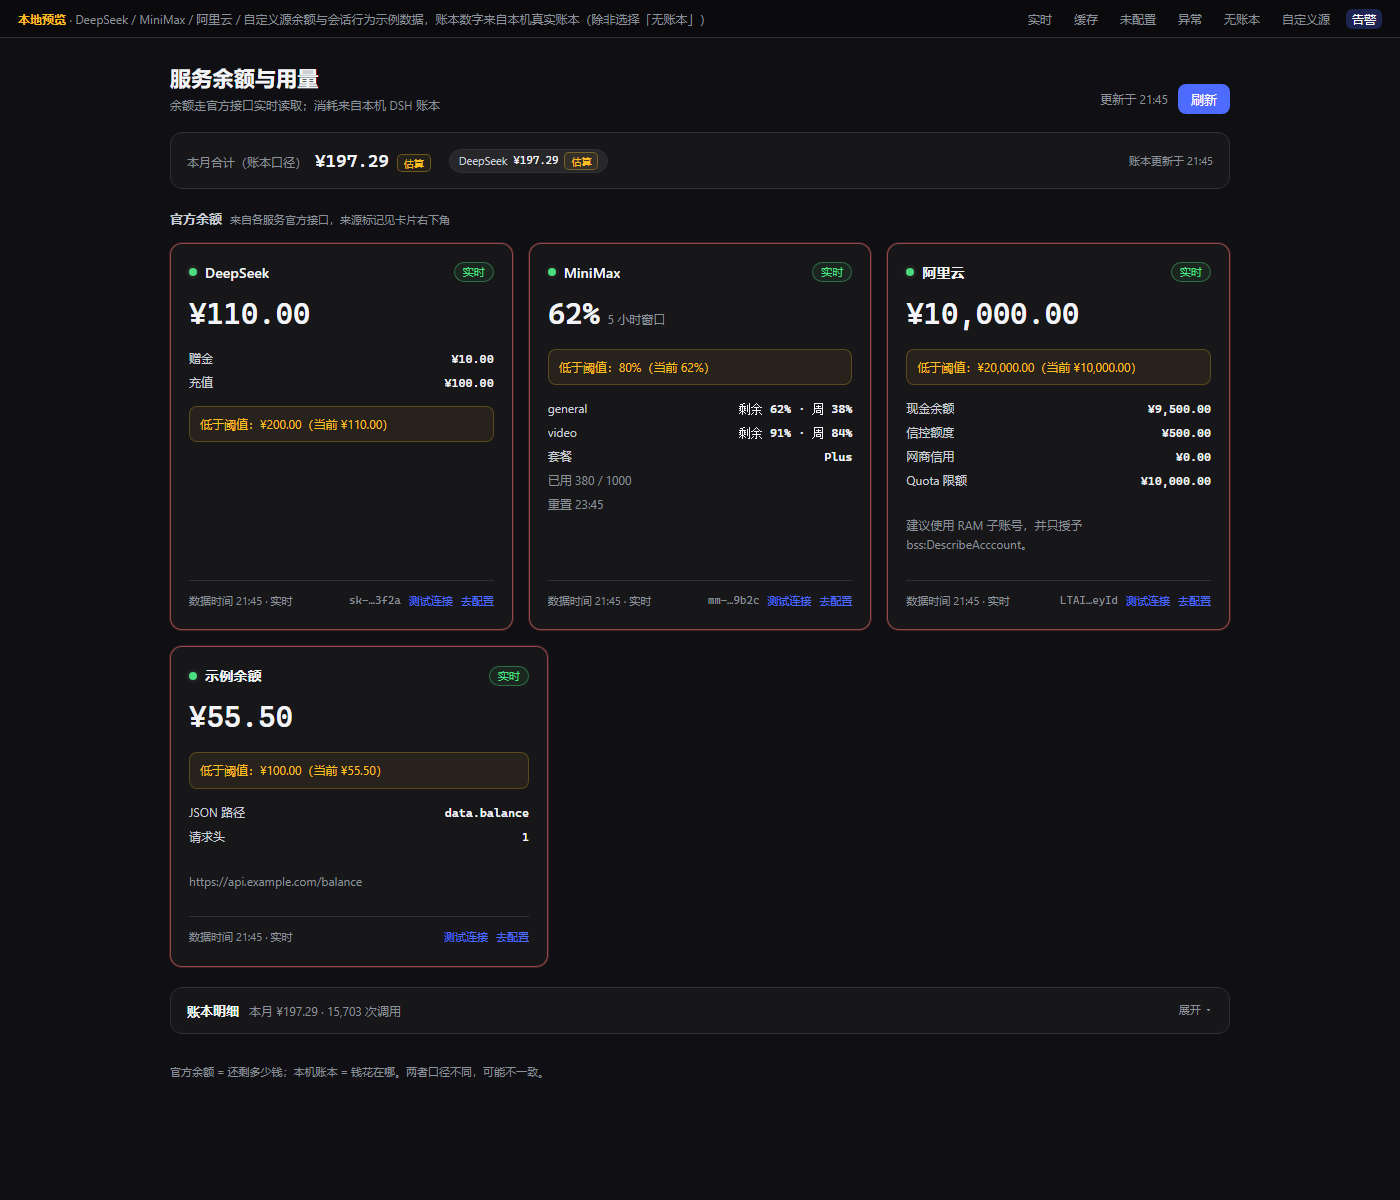 本地预览 · DeepSeek / MiniMax / 阿里云 / 自定义源余额与会话行为示例数据，账本数字来自本机真实账本（除非选择「无账本」）
实时 缓存 未配置 异常 无账本 自定义源 告警
服务余额与用量
余额走官方接口实时读取；消耗来自本机 DSH 账本
更新于 21:45 刷新
本月合计（账本口径） ¥197.29 估算 DeepSeek ¥197.29 估算
账本更新于 21:45
官方余额 来自各服务官方接口，来源标记见卡片右下角
DeepSeek 实时
¥110.00
赠金 ¥10.00
充值 ¥100.00
低于阈值：¥200.00（当前 ¥110.00）
数据时间 21:45 · 实时 sk-…3f2a 测试连接 去配置
MiniMax 实时
62% 5 小时窗口
低于阈值：80%（当前 62%）
general 剩余 62% · 周 38%
video 剩余 91% · 周 84%
套餐 Plus
已用 380 / 1000
重置 23:45
数据时间 21:45 · 实时 mm-…9b2c 测试连接 去配置
阿里云 实时
¥10,000.00
低于阈值：¥20,000.00（当前 ¥10,000.00）
现金余额 ¥9,500.00
信控额度 ¥500.00
网商信用 ¥0.00
Quota 限额 ¥10,000.00
建议使用 RAM 子账号，并只授予
bss:DescribeAcccount。
数据时间 21:45 · 实时 LTAI…eyId 测试连接 去配置
示例余额 实时
¥55.50
低于阈值：¥100.00（当前 ¥55.50）
JSON 路径 data.balance
请求头 1
https://api.example.com/balance
数据时间 21:45 · 实时 测试连接 去配置
账本明细 本月 ¥197.29 · 15,703 次调用
展开
官方余额 = 还剩多少钱；本机账本 = 钱花在哪。两者口径不同，可能不一致。